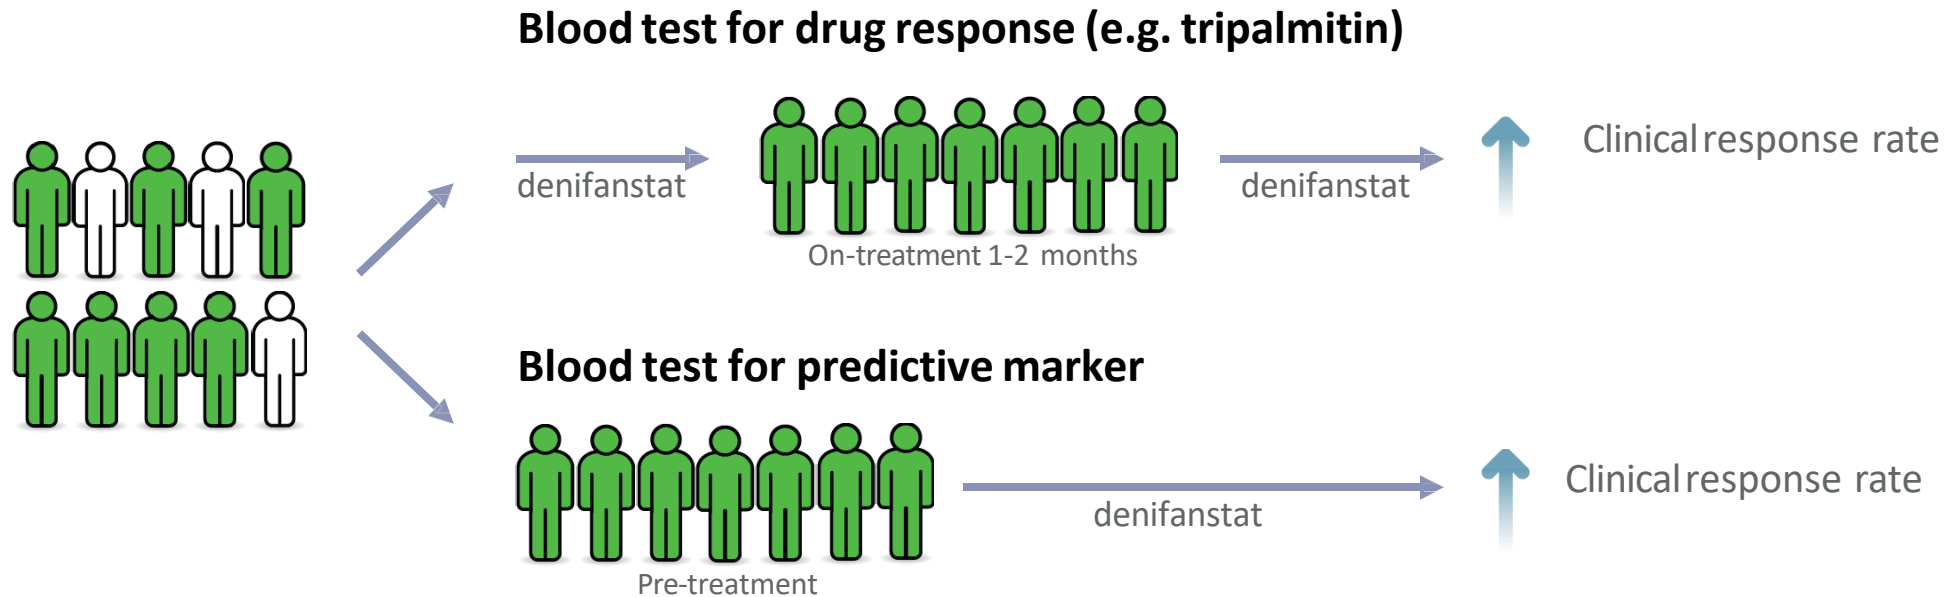 Blood test for drug response (e.g. tripalmitin)
denifanstat
denifanstat
Clinical response rate
On-treatment 1-2 months
Blood test for predictive marker
denifanstat
Clinical response rate
Pre-treatment